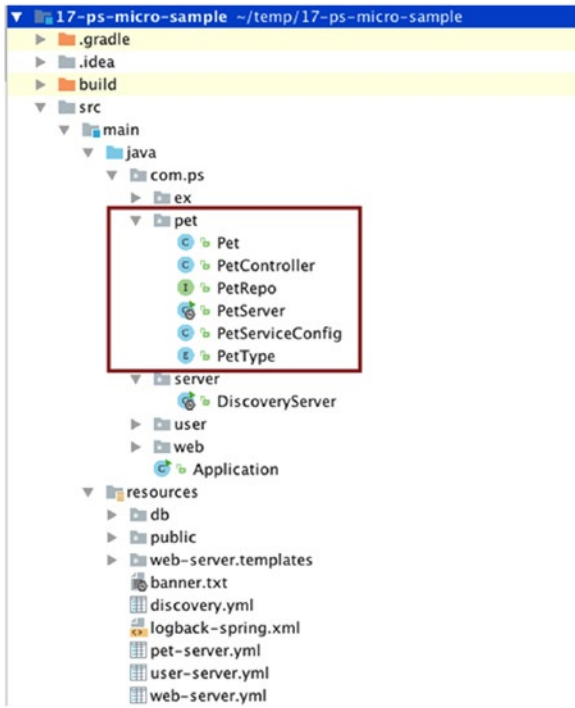 17-ps-micro-sample ~/temp/17-ps-micro-sample
.gradle
.idea
build
src
main
java
com.ps
ex
pet
C Pet
C PetController
I PetRepo
PetServer
C PetServiceConfig
E PetType
server
DiscoveryServer
user
web
C Application
resources
db
public
web-server.templates
banner.txt
discovery.yml
logback-spring.xml
pet-server.yml
user-server.yml
web-server.yml